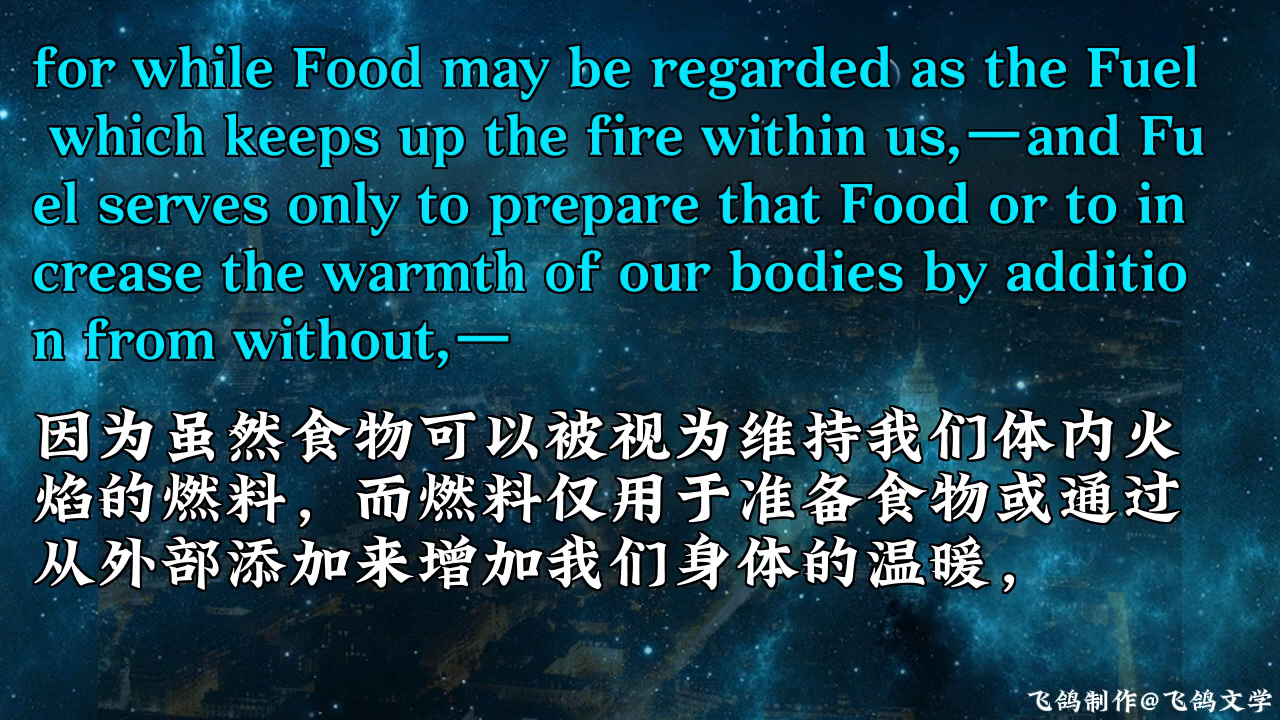 for while Food may be regarded as the Fuel
which keeps up the fire within us,—and Fu
el serves only to prepare that Food or to in
crease the warmth of our bodies by additio
n from without,—
因为虽然食物可以被视为维持我们体内火
焰的燃料，而燃料仅用于准备食物或通过
从外部添加来增加我们身体的温暖，
飞鸽制作@飞鸽文学